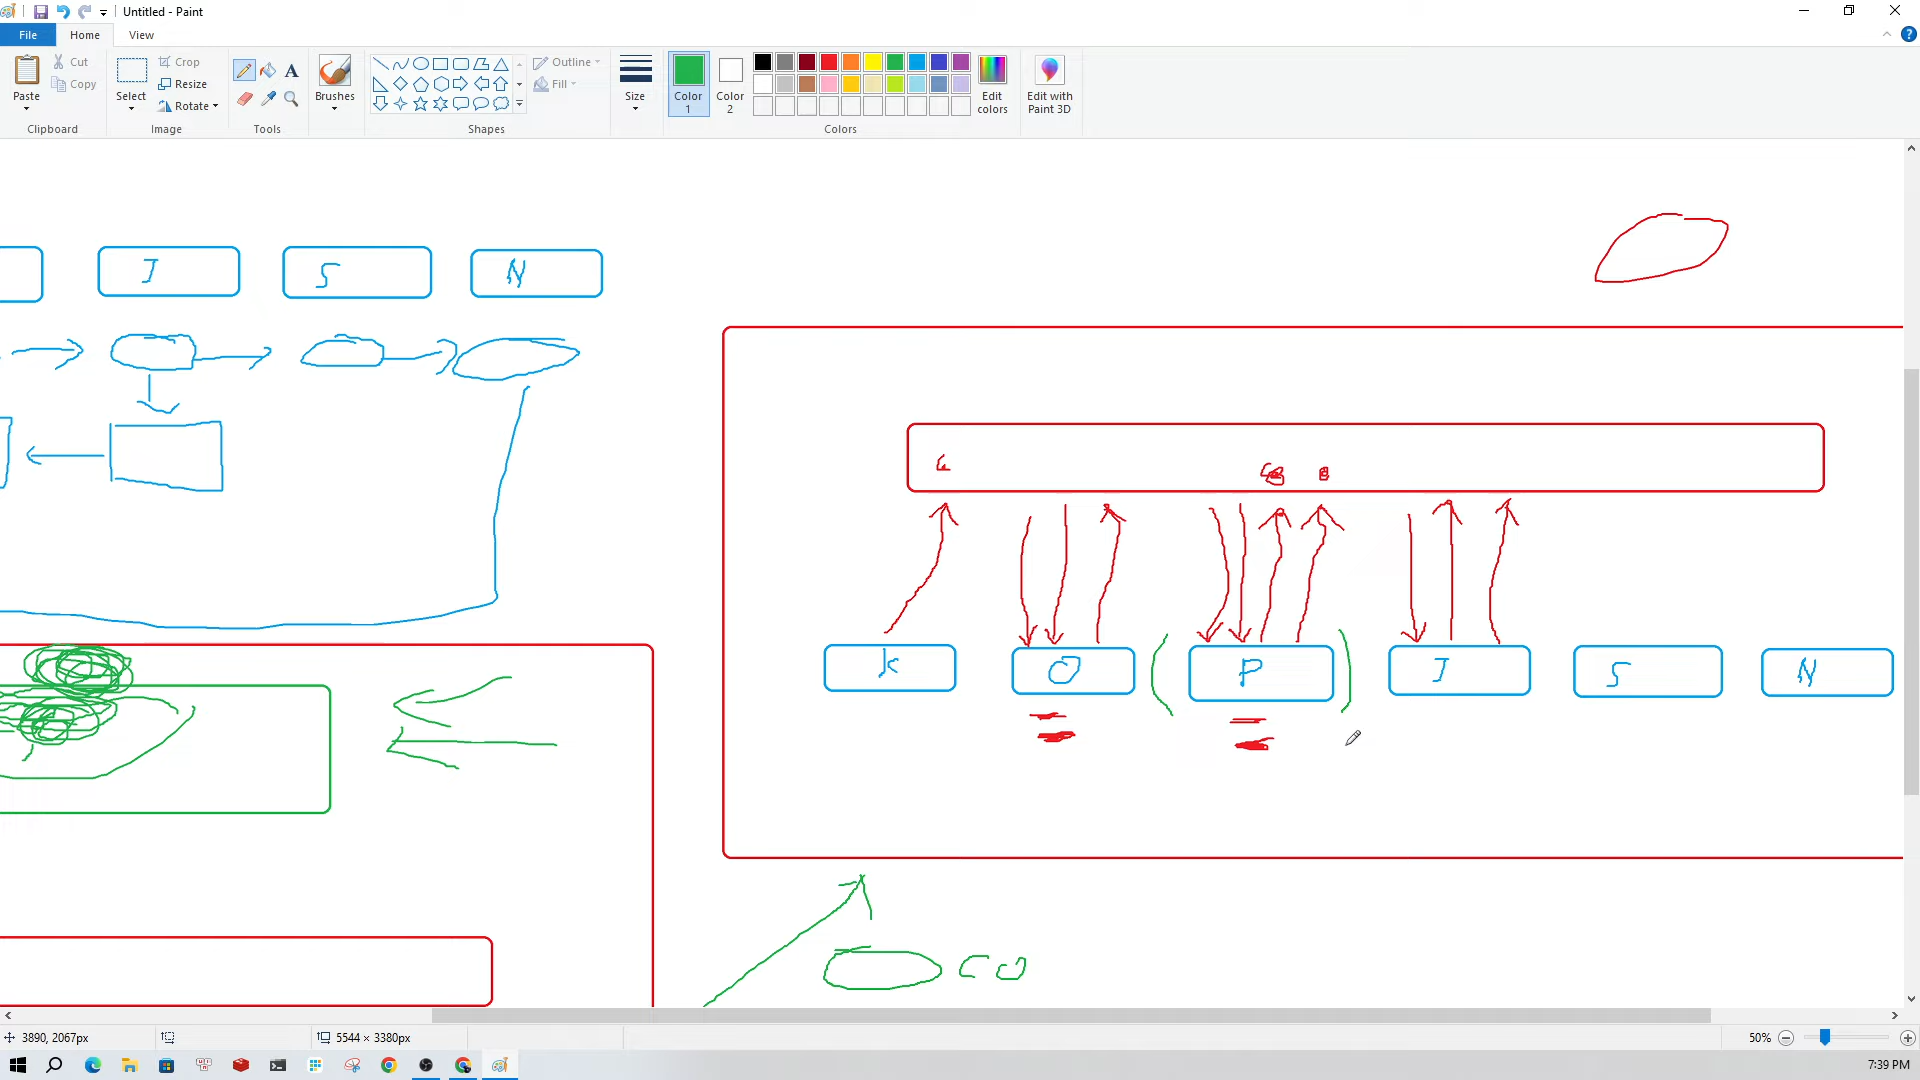 Untitled - Paint
File
Home
View
Cut
Copy
Paste
Clipboard
Crop
Resize
Rotate
Select
Image
Tools
Brushes
Shapes
Outline
Fill
Size
Color 1
Color 2
Edit colors
Colors
Edit with Paint 3D
J S N
K O P J S N
CO
3890, 2067px
5544 × 3380px
50%
7:39 PM